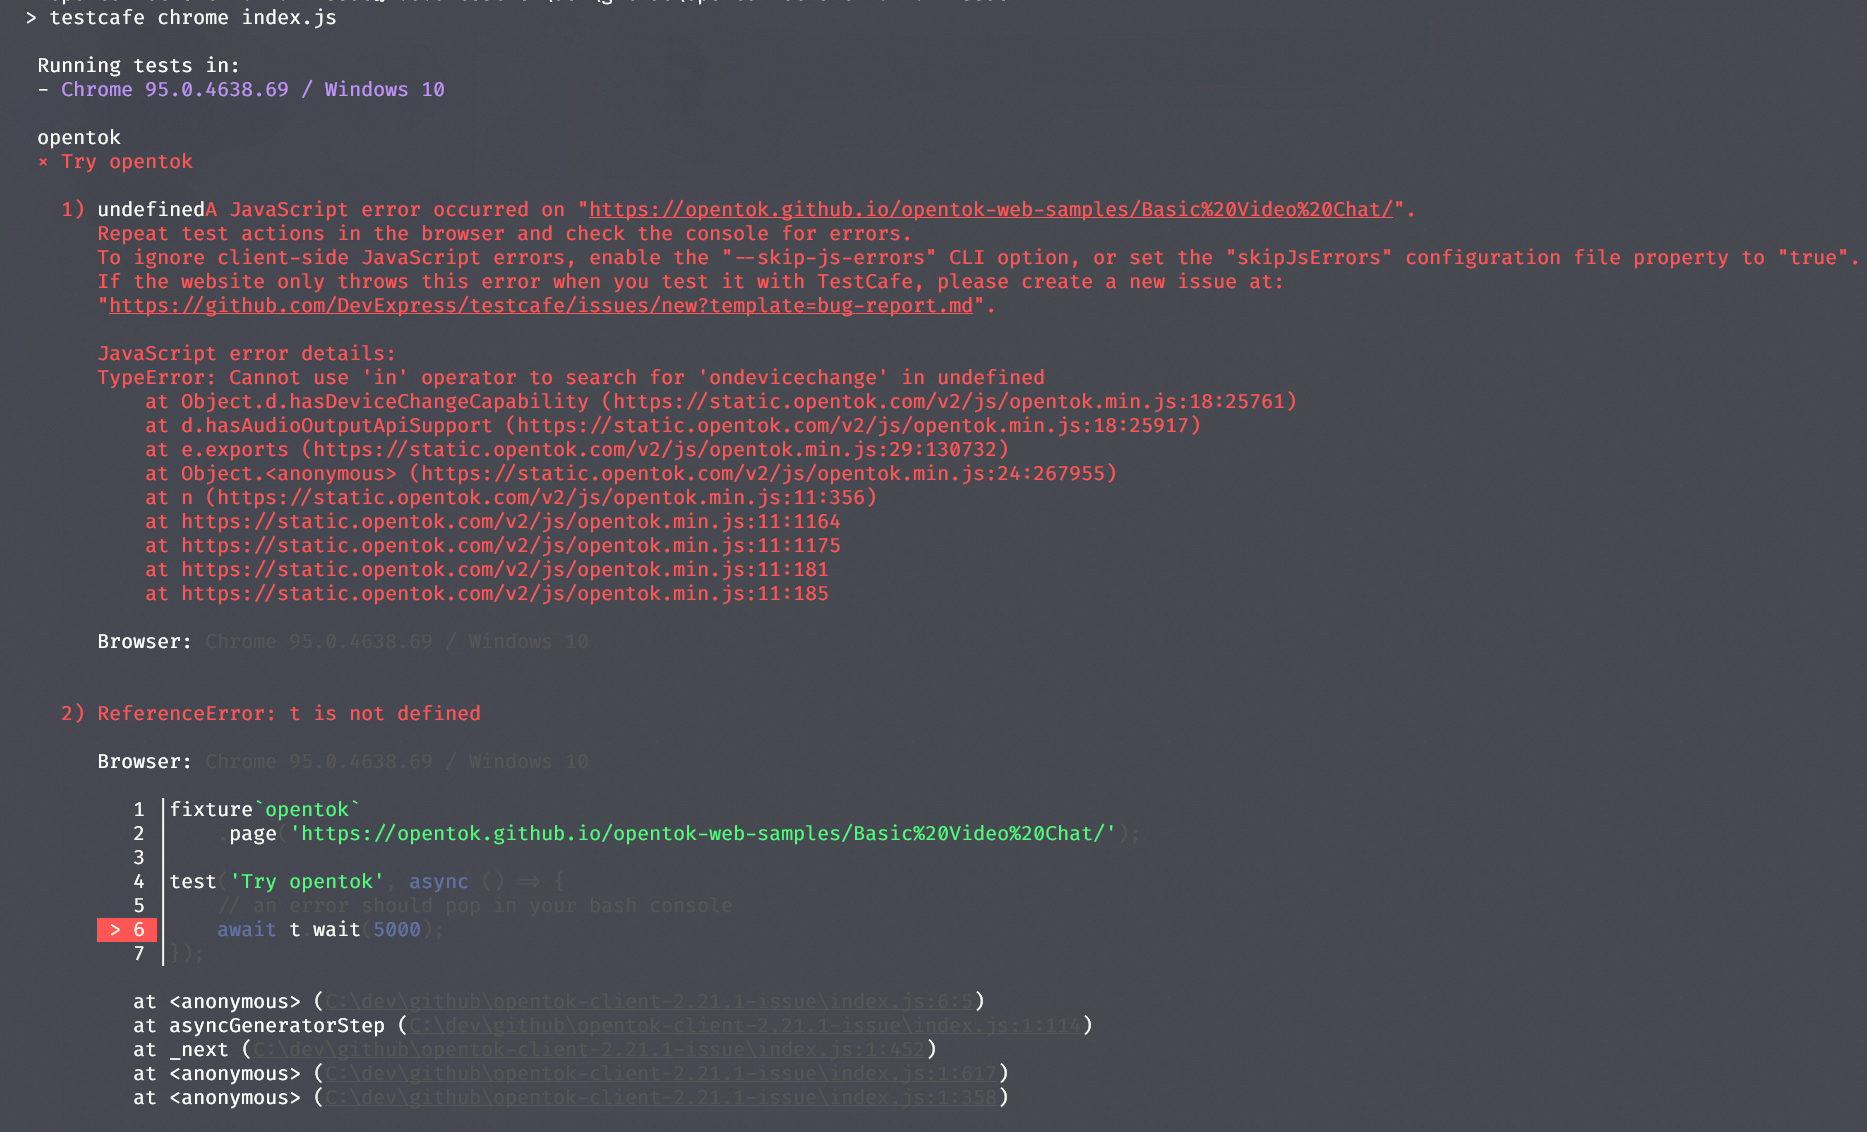 > testcafe chrome index.js
Running tests in:
- Chrome 95.0.4638.69 / Windows 10
opentok
× Try opentok
1) undefinedA JavaScript error occurred on "https://opentok.github.io/opentok-web-samples/Basic%20Video%20Chat/".
Repeat test actions in the browser and check the console for errors.
To ignore client-side JavaScript errors, enable the "--skip-js-errors" CLI option, or set the "skipJsErrors" configuration file property to "true".
If the website only throws this error when you test it with TestCafe, please create a new issue at:
"https://github.com/DevExpress/testcafe/issues/new?template=bug-report.md".
JavaScript error details:
TypeError: Cannot use 'in' operator to search for 'ondevicechange' in undefined
at Object.d.hasDeviceChangeCapability (https://static.opentok.com/v2/js/opentok.min.js:18:25761)
at d.hasAudioOutputApiSupport (https://static.opentok.com/v2/js/opentok.min.js:18:25917)
at e.exports (https://static.opentok.com/v2/js/opentok.min.js:29:130732)
at Object.<anonymous> (https://static.opentok.com/v2/js/opentok.min.js:24:267955)
at n (https://static.opentok.com/v2/js/opentok.min.js:11:356)
at https://static.opentok.com/v2/js/opentok.min.js:11:1164
at https://static.opentok.com/v2/js/opentok.min.js:11:1175
at https://static.opentok.com/v2/js/opentok.min.js:11:181
at https://static.opentok.com/v2/js/opentok.min.js:11:185
Browser: Chrome 95.0.4638.69 / Windows 10
2) ReferenceError: t is not defined
Browser: Chrome 95.0.4638.69 / Windows 10
1 |fixture`opentok`
2 | .page('https://opentok.github.io/opentok-web-samples/Basic%20Video%20Chat/');
3 |
4 |test('Try opentok', async () => {
5 | // an error should pop in your bash console
> 6 | await t.wait(5000);
7 |});
at <anonymous> (C:\dev\github\opentok-client-2.21.1-issue\index.js:6:5)
at asyncGeneratorStep (C:\dev\github\opentok-client-2.21.1-issue\index.js:1:114)
at _next (C:\dev\github\opentok-client-2.21.1-issue\index.js:1:452)
at <anonymous> (C:\dev\github\opentok-client-2.21.1-issue\index.js:1:617)
at <anonymous> (C:\dev\github\opentok-client-2.21.1-issue\index.js:1:358)